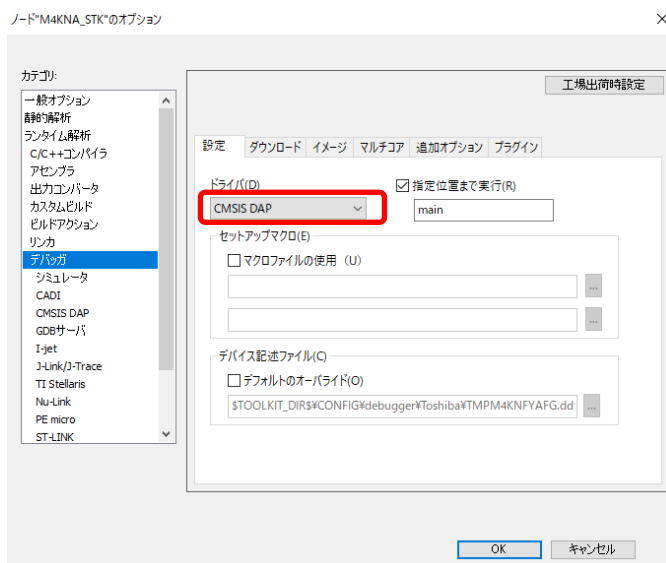 ノード"M4KNA_STK"のオプション
カテゴリ:
一般オプション
静的解析
ランタイム解析
C/C++コンパイラ
アセンブラ
出力コンバータ
カスタムビルド
ビルドアクション
リンカ
デバッガ
シミュレータ
CADI
CMSIS DAP
GDBサーバ
I-jet
J-Link/J-Trace
TI Stellaris
Nu-Link
PE micro
ST-LINK
工場出荷時設定
設定 ダウンロード イメージ マルチコア 追加オプション プラグイン
ドライバ(D) 指定位置まで実行(R)
CMSIS DAP main
セットアップマクロ(E)
マクロファイルの使用 (U)
...
...
デバイス記述ファイル(C)
デフォルトのオーバライド(O)
$TOOLKIT_DIR$¥CONFIG¥debugger¥Toshiba¥TMPM4KNFYAFG.dd ...
OK キャンセル